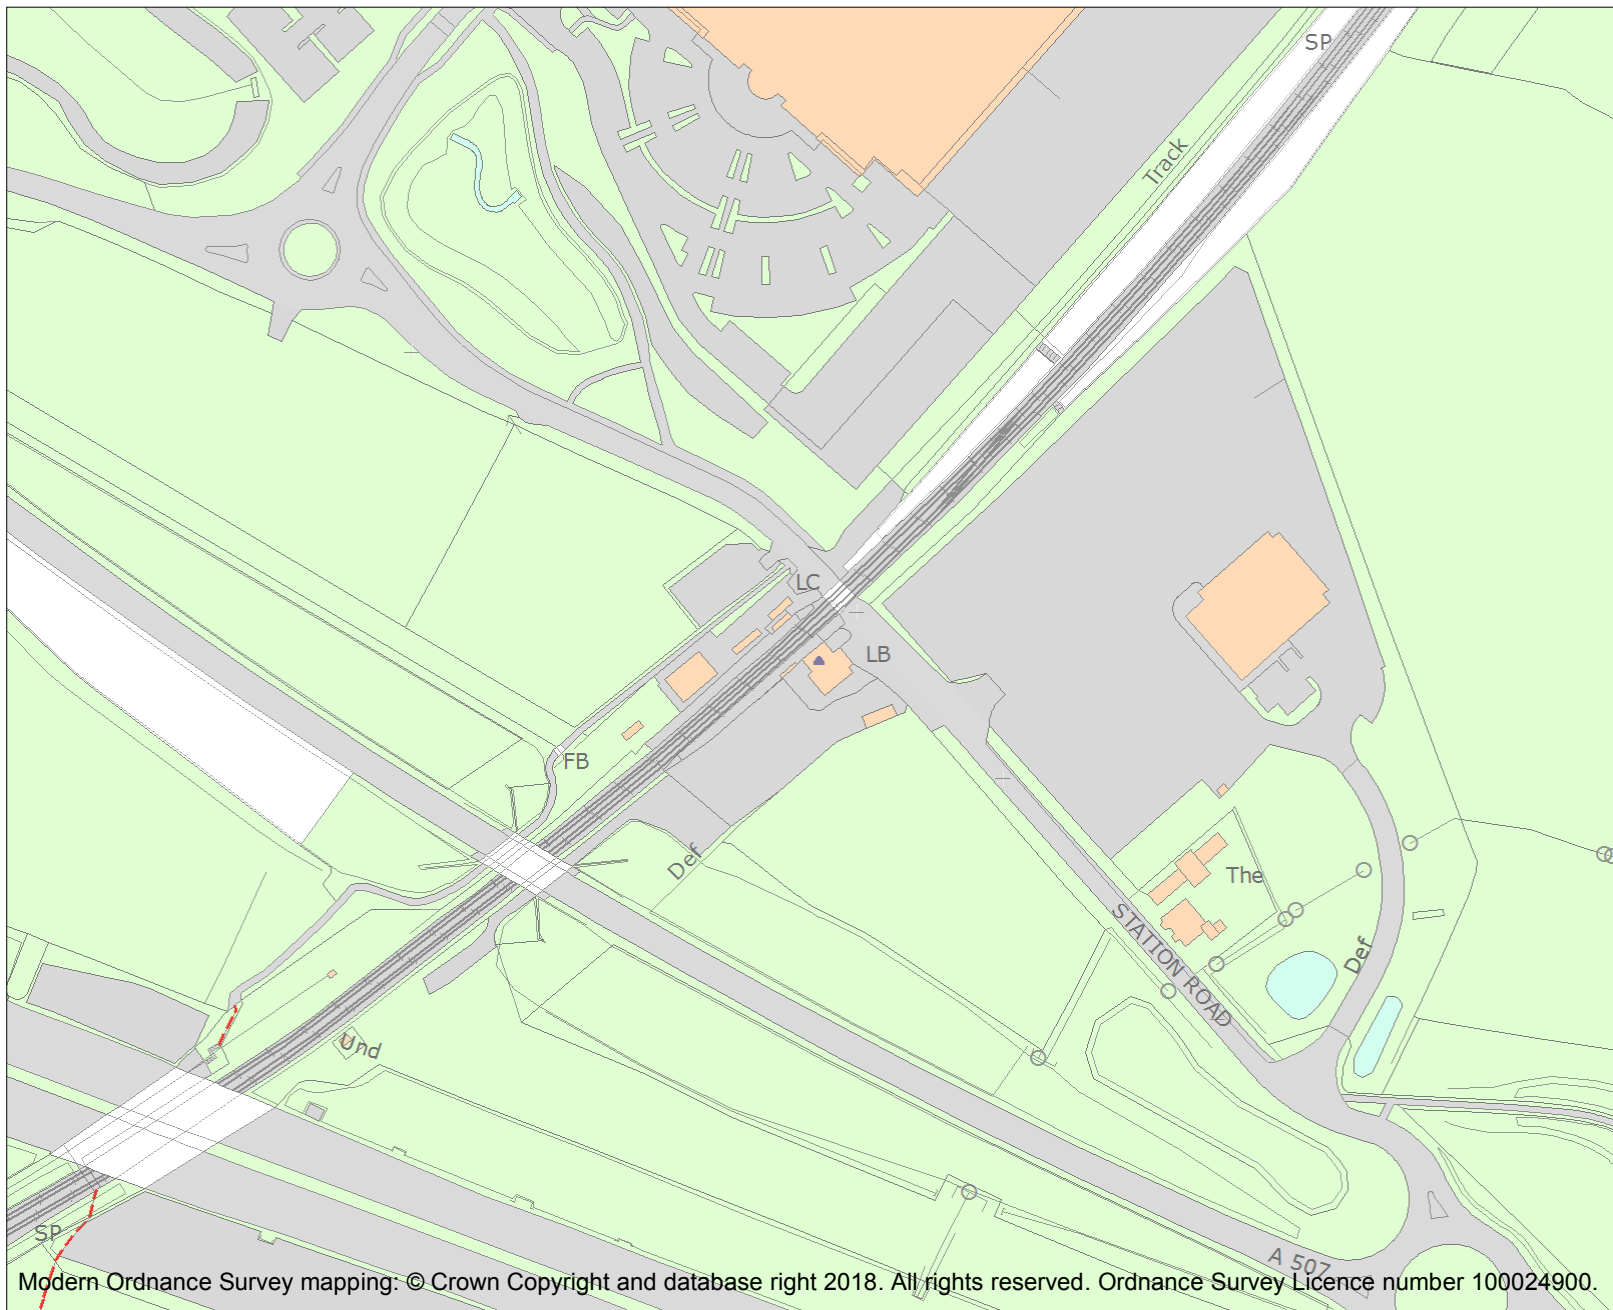 SP
Track
LC
LB
FB
Def
The
STATION ROAD
Def
Und
SP
A 507
Modern Ordnance Survey mapping: © Crown Copyright and database right 2018. All rights reserved. Ordnance Survey Licence number 100024900.